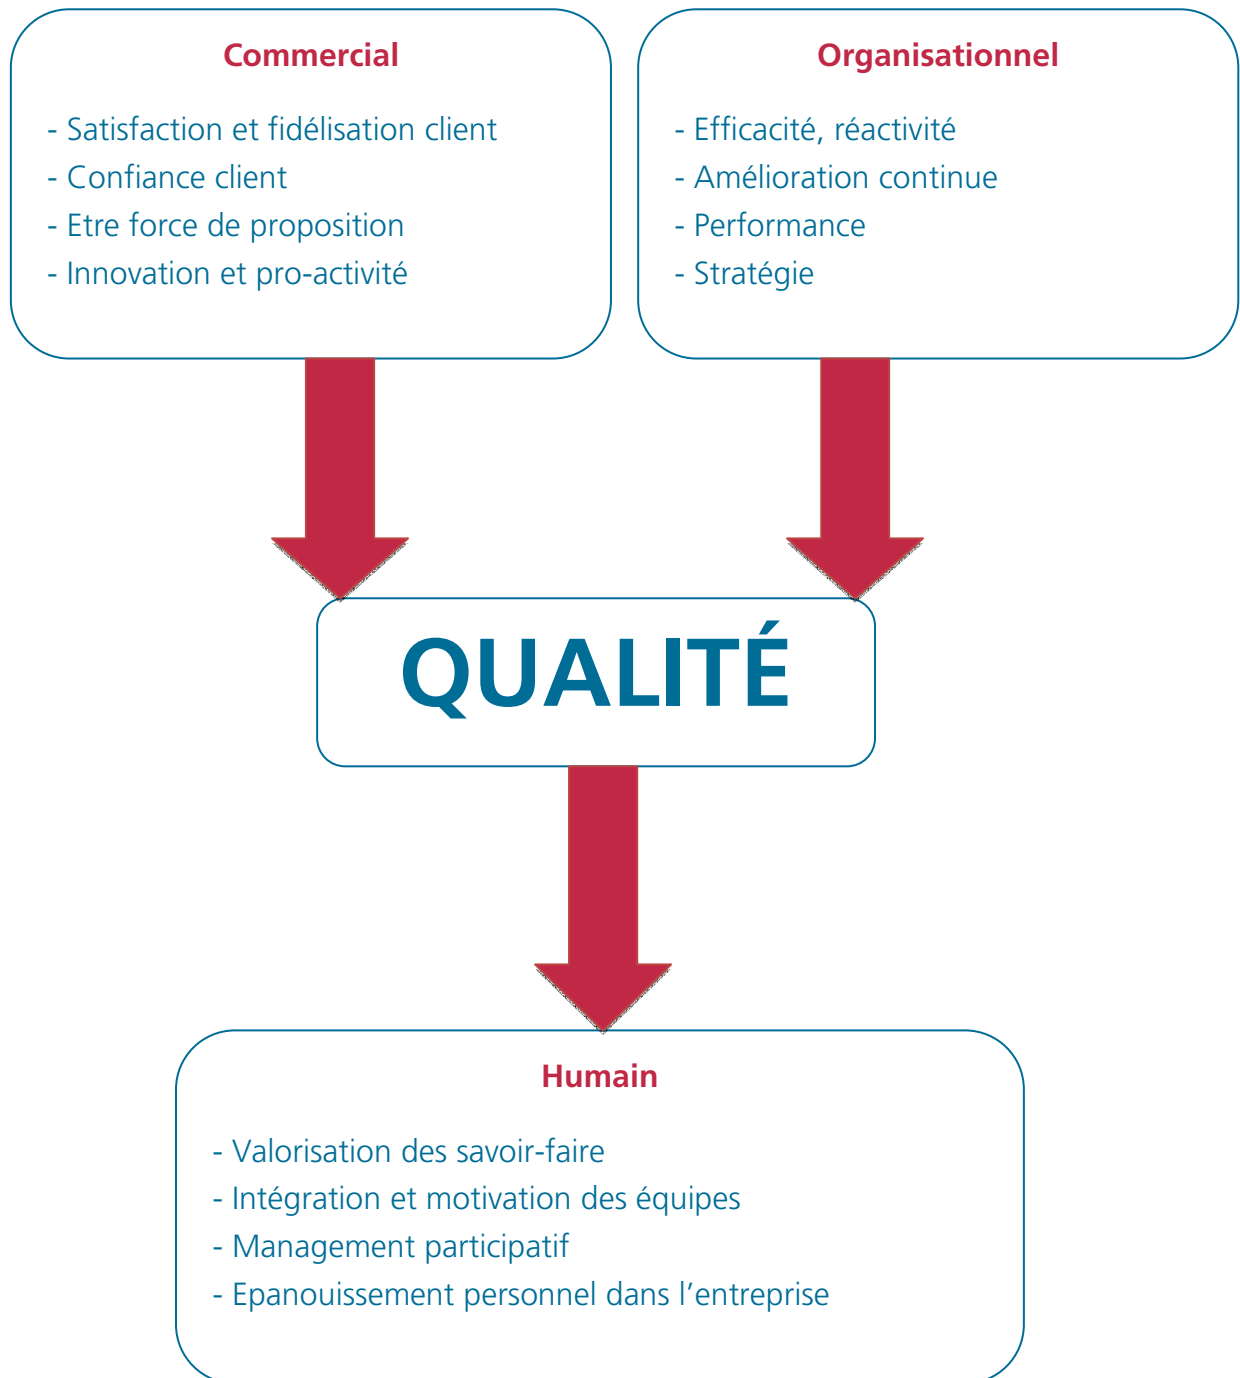 Commercial
- Satisfaction et fidélisation client
- Confiance client
- Etre force de proposition
- Innovation et pro-activité
Organisationnel
- Efficacité, réactivité
- Amélioration continue
- Performance
- Stratégie
QUALITÉ
Humain
- Valorisation des savoir-faire
- Intégration et motivation des équipes
- Management participatif
- Epanouissement personnel dans l’entreprise